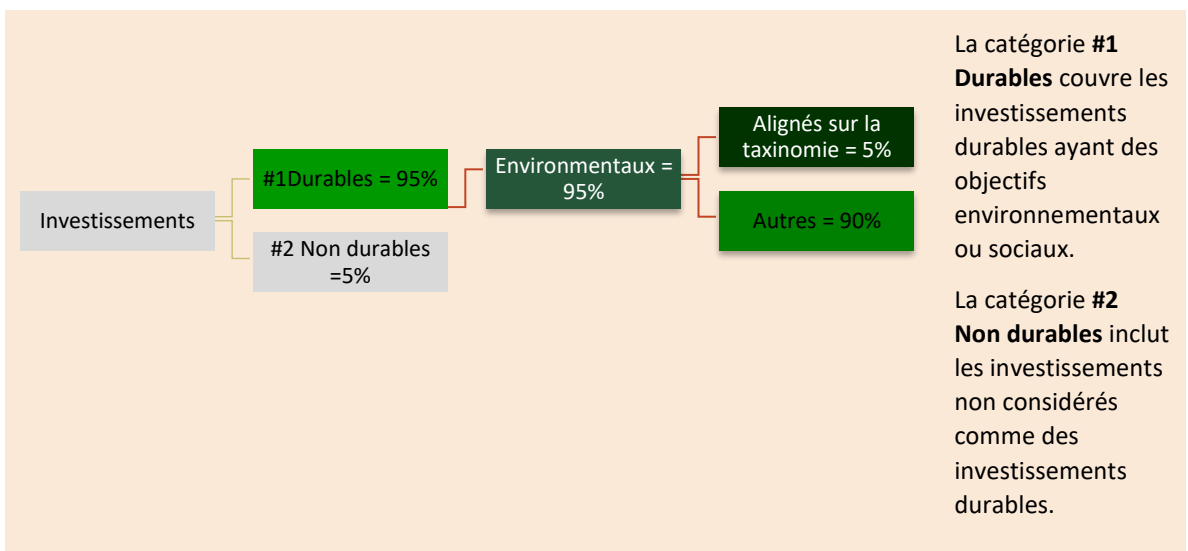 Investissements
#1Durables = 95%
#2 Non durables
=5%
Environmentaux =
95%
Alignés sur la
taxinomie = 5%
Autres = 90%
La catégorie #1
Durables couvre les
investissements
durables ayant des
objectifs
environnementaux
ou sociaux.
La catégorie #2
Non durables inclut
les investissements
non considérés
comme des
investissements
durables.